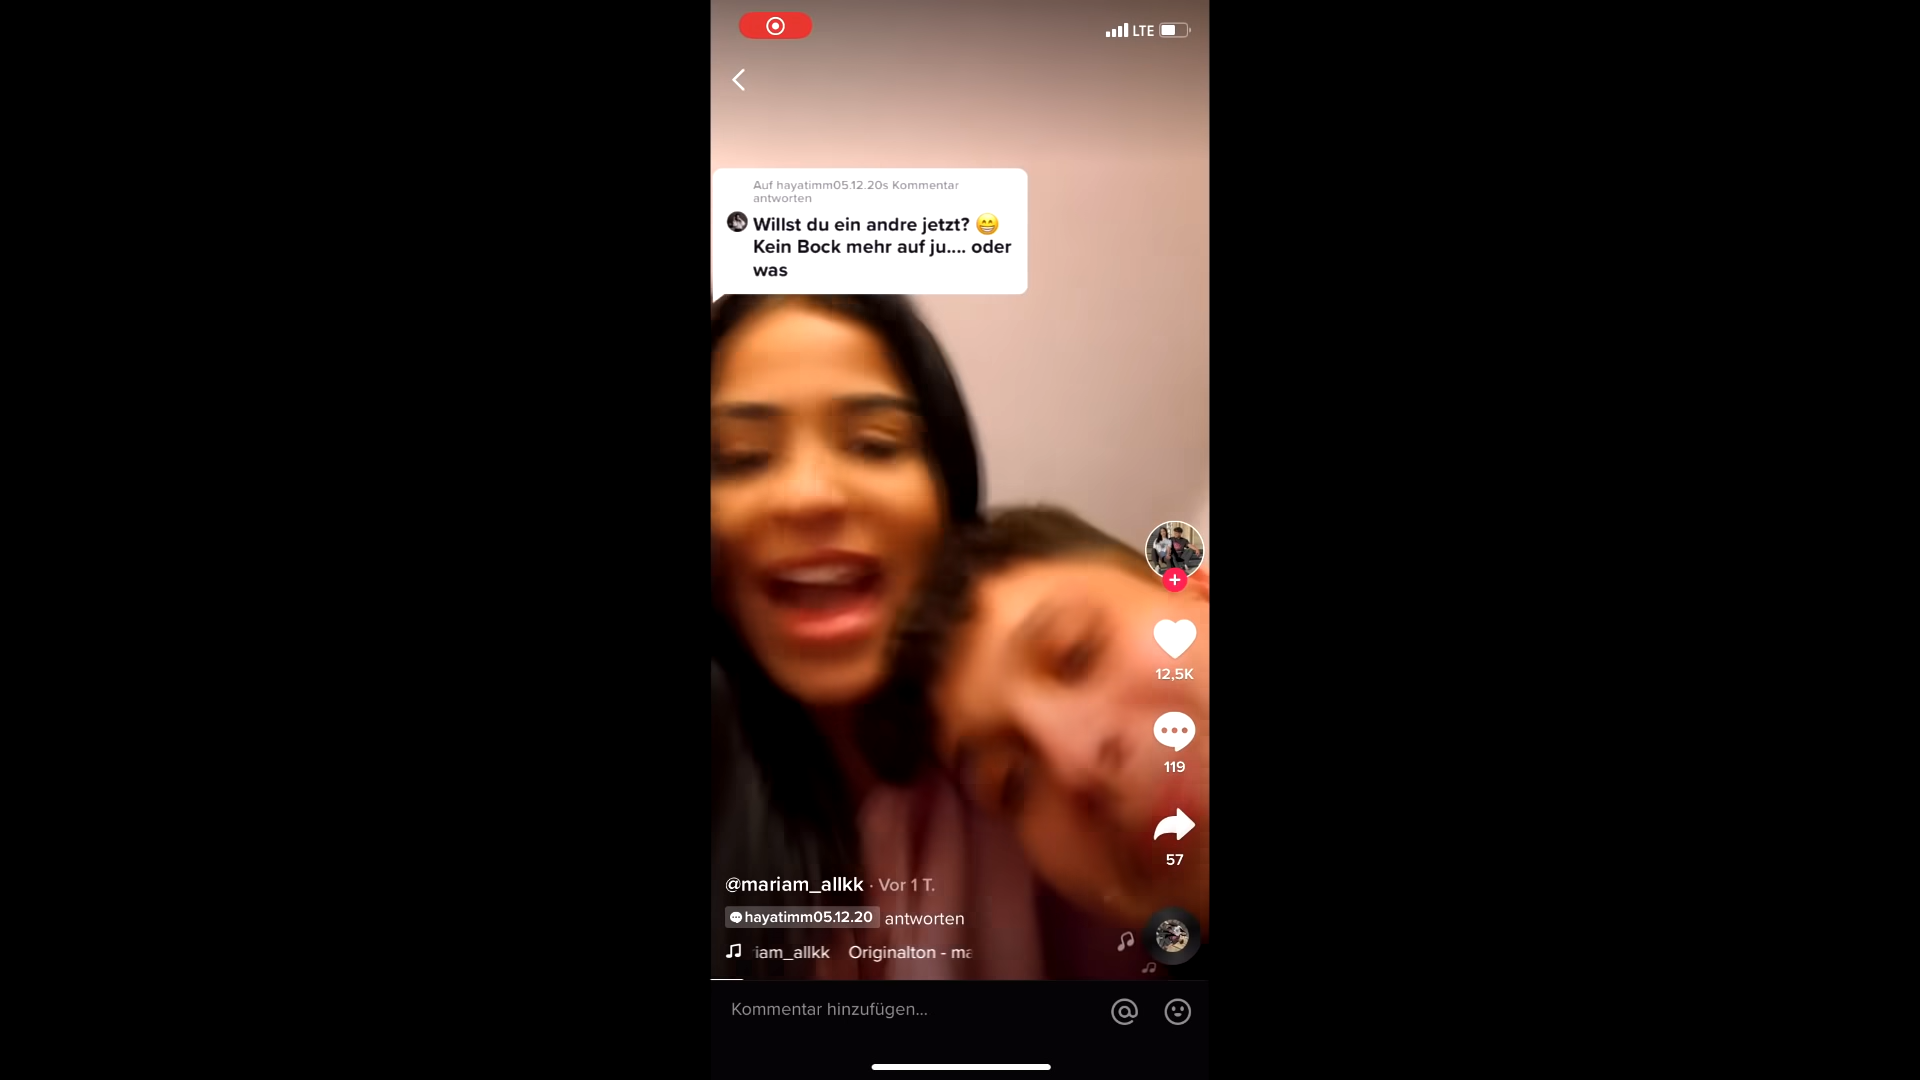 LTE
Auf hayatimm05.12.20s Kommentar
antworten
Willst du ein andre jetzt? 😁
Kein Bock mehr auf ju.... oder
was
12,5K
119
57
@mariam_allkk · Vor 1 T.
hayatimm05.12.20 antworten
iam_allkk Originalton - ma
Kommentar hinzufügen...